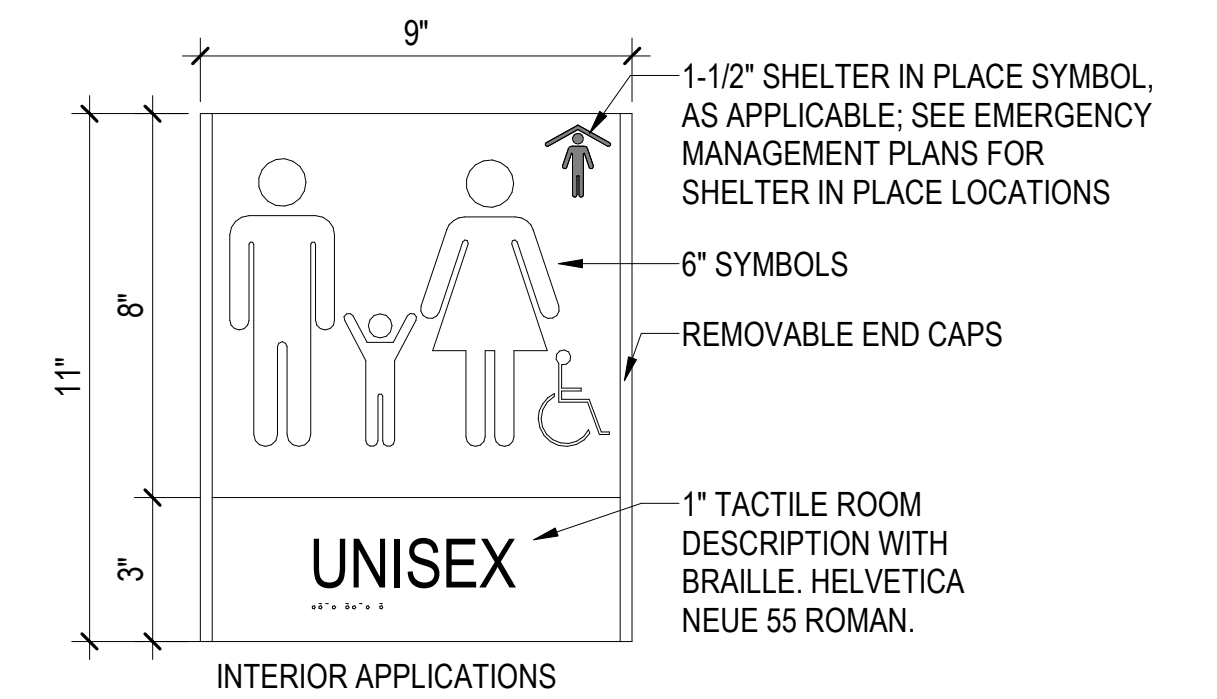 9"
1-1/2" SHELTER IN PLACE SYMBOL,
AS APPLICABLE; SEE EMERGENCY
MANAGEMENT PLANS FOR
SHELTER IN PLACE LOCATIONS
6" SYMBOLS
8"
REMOVABLE END CAPS
11"
1" TACTILE ROOM
DESCRIPTION WITH
BRAILLE. HELVETICA
NEUE 55 ROMAN.
3"
UNISEX
INTERIOR APPLICATIONS